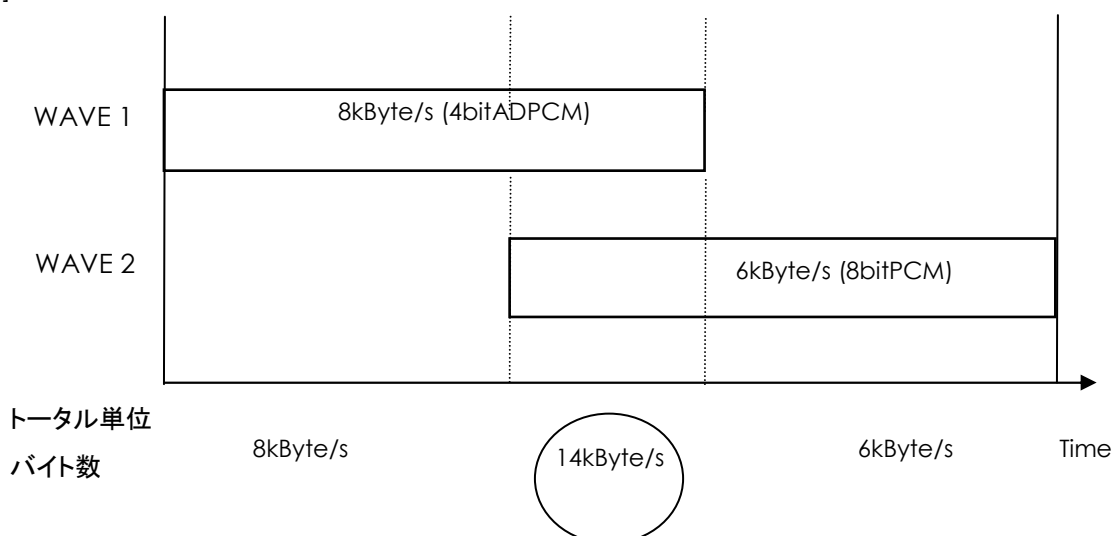 WAVE 1
8kByte/s (4bitADPCM)
WAVE 2
6kByte/s (8bitPCM)
トータル単位
バイト数
8kByte/s
14kByte/s
6kByte/s
Time